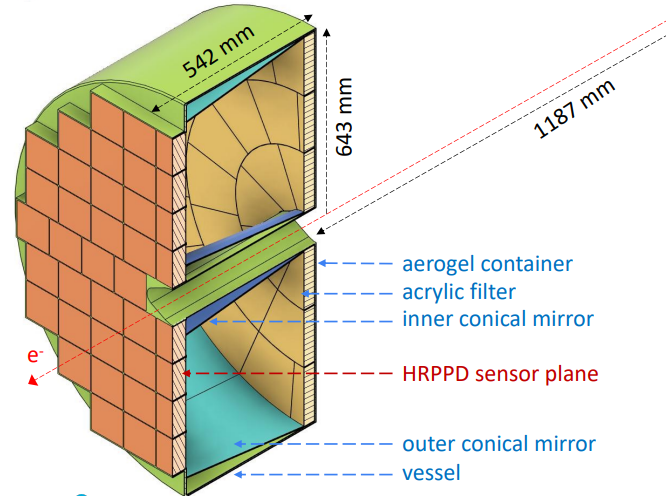 542 mm
643 mm
1187 mm
aerogel container
acrylic filter
inner conical mirror
e-
HRPPD sensor plane
outer conical mirror
vessel